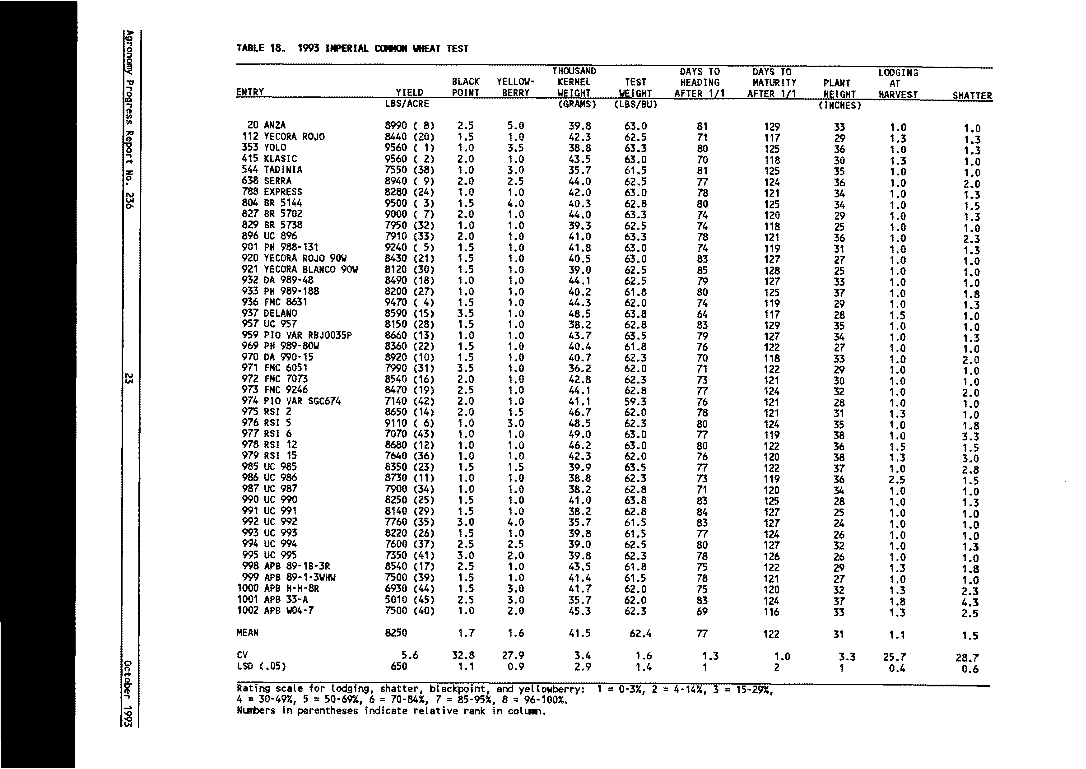 Agronomy Progress Report No. 236
23
October 1993
TABLE 18. 1993 IMPERIAL COMMON WHEAT TEST
THOUSAND DAYS TO DAYS TO LODGING
BLACK YELLOW- KERNEL TEST HEADING MATURITY PLANT AT
ENTRY YIELD POINT BERRY WEIGHT WEIGHT AFTER 1/1 AFTER 1/1 HEIGHT HARVEST SHATTER
LBS/ACRE (GRAMS) (LBS/BU) (INCHES)
20 ANZA 8990 ( 8) 2.5 5.0 39.8 63.0 81 129 33 1.0 1.0
112 YECORA ROJO 8440 (20) 1.5 1.0 42.3 62.5 71 117 29 1.3 1.3
353 YOLO 9560 ( 1) 1.0 3.5 38.8 63.3 80 125 36 1.0 1.3
415 KLASIC 9560 ( 2) 2.0 1.0 43.5 63.0 70 118 30 1.3 1.0
544 TADINIA 7550 (38) 1.0 3.0 35.7 61.5 81 125 35 1.0 1.0
638 SERRA 8940 ( 9) 2.0 2.5 44.0 62.5 77 124 36 1.0 2.0
788 EXPRESS 8280 (24) 1.0 1.0 42.0 63.0 78 121 34 1.0 1.3
804 BR 5144 9500 ( 3) 1.5 4.0 40.3 62.8 80 125 34 1.0 1.5
827 BR 5702 9000 ( 7) 2.0 1.0 44.0 63.3 74 120 29 1.0 1.3
829 BR 5738 7950 (32) 1.0 1.0 39.3 62.5 74 118 25 1.0 1.0
896 UC 896 7910 (33) 2.0 1.0 41.0 63.3 78 121 36 1.0 2.3
901 PH 988-131 9240 ( 5) 1.5 1.0 41.8 63.0 74 119 31 1.0 1.3
920 YECORA ROJO 90W 8430 (21) 1.5 1.0 40.5 63.0 83 127 27 1.0 1.0
921 YECORA BLANCO 90W 8120 (30) 1.5 1.0 39.0 62.5 85 128 25 1.0 1.0
932 DA 989-48 8490 (18) 1.0 1.0 44.1 62.5 79 127 33 1.0 1.0
933 PH 989-188 8200 (27) 1.0 1.0 40.2 61.8 80 125 37 1.0 1.8
936 FMC 8631 9470 ( 4) 1.5 1.0 44.3 62.0 74 119 29 1.0 1.3
937 DELANO 8590 (15) 3.5 1.0 48.5 63.8 64 117 28 1.5 1.0
957 UC 957 8150 (28) 1.5 1.0 38.2 62.8 83 129 35 1.0 1.0
959 PIO VAR RBJ0035P 8660 (13) 1.0 1.0 43.7 63.5 79 127 34 1.0 1.3
969 PH 989-80W 8360 (22) 1.5 1.0 40.4 61.8 76 122 27 1.0 1.0
970 DA 990-15 8920 (10) 1.5 1.0 40.7 62.3 70 118 33 1.0 2.0
971 FMC 6051 7990 (31) 3.5 1.0 36.2 62.0 71 122 29 1.0 1.0
972 FMC 7073 8540 (16) 2.0 1.0 42.8 62.3 73 121 30 1.0 1.0
973 FMC 9246 8470 (19) 2.5 1.0 44.1 62.8 77 124 32 1.0 2.0
974 PIO VAR SGC674 7140 (42) 2.0 1.0 41.1 59.3 76 121 28 1.0 1.0
975 RSI 2 8650 (14) 2.0 1.5 46.7 62.0 78 121 31 1.3 1.0
976 RSI 5 9110 ( 6) 1.0 3.0 48.5 62.3 80 124 35 1.0 1.8
977 RSI 6 7070 (43) 1.0 1.0 49.0 63.0 77 119 38 1.0 3.3
978 RSI 12 8680 (12) 1.0 1.0 46.2 63.0 80 122 36 1.5 1.5
979 RSI 15 7640 (36) 1.0 1.0 42.3 62.0 76 120 38 1.3 3.0
985 UC 985 8350 (23) 1.5 1.5 39.9 63.5 77 122 37 1.0 2.8
986 UC 986 8730 (11) 1.0 1.0 38.8 62.3 73 119 36 2.5 1.5
987 UC 987 7900 (34) 1.0 1.0 38.2 62.8 71 120 34 1.0 1.0
990 UC 990 8250 (25) 1.5 1.0 41.0 63.8 83 125 28 1.0 1.3
991 UC 991 8140 (29) 1.5 1.0 38.2 62.8 84 127 25 1.0 1.0
992 UC 992 7760 (35) 3.0 4.0 35.7 61.5 83 127 24 1.0 1.0
993 UC 993 8220 (26) 1.5 1.0 39.8 61.5 77 124 26 1.0 1.0
994 UC 994 7600 (37) 2.5 2.5 39.0 62.5 80 127 32 1.0 1.3
995 UC 995 7350 (41) 3.0 2.0 39.8 62.3 78 126 26 1.0 1.0
998 APB 89-1B-3R 8540 (17) 2.5 1.0 43.5 61.8 75 122 29 1.3 1.8
999 APB 89-1-3WHW 7500 (39) 1.5 1.0 41.4 61.5 78 121 27 1.0 1.0
1000 APB H-H-8R 6930 (44) 1.5 3.0 41.7 62.0 75 120 32 1.3 2.3
1001 APB 33-A 5010 (45) 2.5 3.0 35.7 62.0 83 124 37 1.8 4.3
1002 APB W04-7 7500 (40) 1.0 2.0 45.3 62.3 69 116 33 1.3 2.5
MEAN 8250 1.7 1.6 41.5 62.4 77 122 31 1.1 1.5
CV 5.6 32.8 27.9 3.4 1.6 1.3 1.0 3.3 25.7 28.7
LSD (.05) 650 1.1 0.9 2.9 1.4 1 2 1 0.4 0.6
Rating scale for lodging, shatter, blackpoint, and yellowberry: 1 = 0-3%, 2 = 4-14%, 3 = 15-29%,
4 = 30-49%, 5 = 50-69%, 6 = 70-84%, 7 = 85-95%, 8 = 96-100%.
Numbers in parentheses indicate relative rank in column.